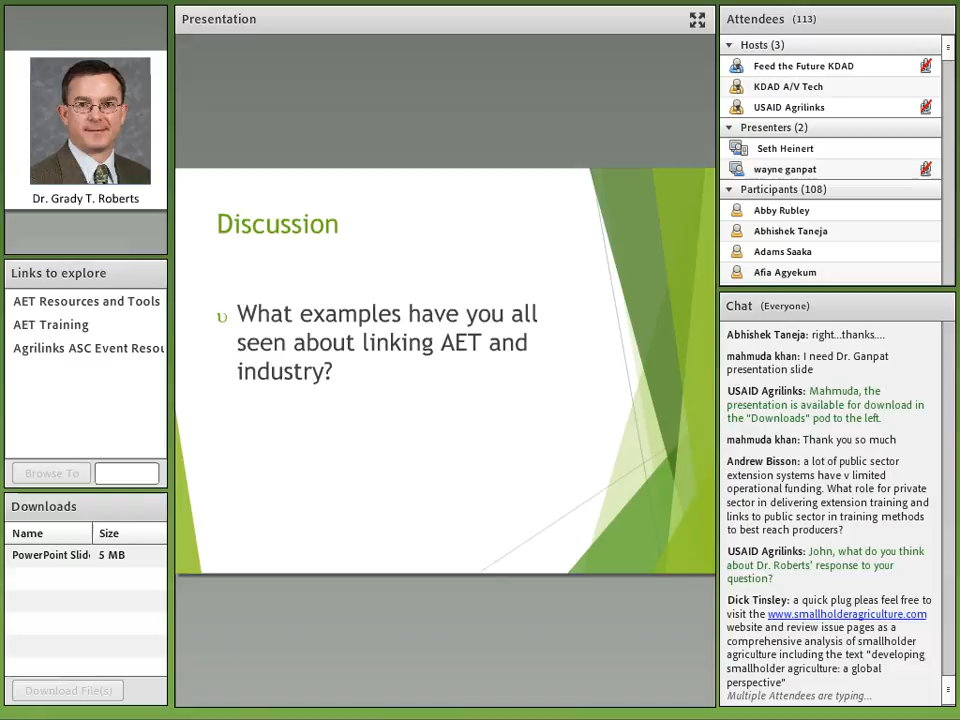 Dr. Grady T. Roberts
Links to explore
AET Resources and Tools
AET Training
Agrilinks ASC Event Resou
Browse To
Downloads
Name Size
PowerPoint Slid 5 MB
Download File(s)
Presentation
Discussion
What examples have you all
seen about linking AET and
industry?
Attendees (113)
Hosts (3)
Feed the Future KDAD
KDAD A/V Tech
USAID Agrilinks
Presenters (2)
Seth Heinert
wayne ganpat
Participants (108)
Abby Rubley
Abhishek Taneja
Adams Saaka
Afia Agyekum
Chat (Everyone)
Abhishek Taneja: right...thanks....
mahmuda khan: I need Dr. Ganpat
presentation slide
USAID Agrilinks: Mahmuda, the
presentation is available for download in
the "Downloads" pod to the left.
mahmuda khan: Thank you so much
Andrew Bisson: a lot of public sector
extension systems have v limited
operational funding. What role for private
sector in delivering extension training and
links to public sector in training methods
to best reach producers?
USAID Agrilinks: John, what do you think
about Dr. Roberts' response to your
question?
Dick Tinsley: a quick plug pleas feel free to
visit the www.smallholderagriculture.com
website and review issue pages as a
comprehensive analysis of smallholder
agriculture including the text "developing
smallholder agriculture: a global
perspective"
Multiple Attendees are typing...